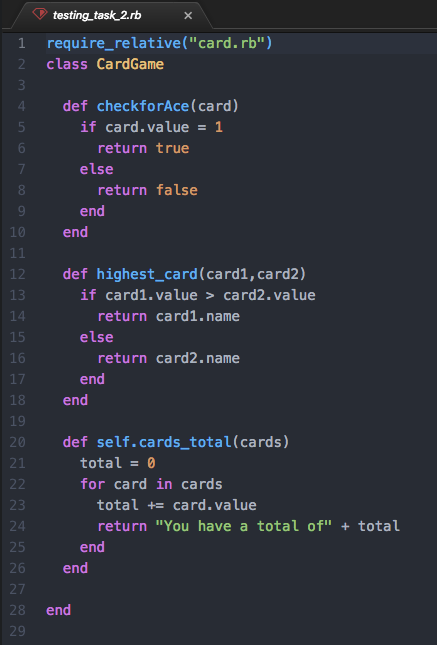 testing_task_2.rb ×
1 require_relative("card.rb")
2 class CardGame
3
4   def checkforAce(card)
5     if card.value = 1
6       return true
7     else
8       return false
9     end
10   end
11
12   def highest_card(card1,card2)
13     if card1.value > card2.value
14       return card1.name
15     else
16       return card2.name
17     end
18   end
19
20   def self.cards_total(cards)
21     total = 0
22     for card in cards
23       total += card.value
24       return "You have a total of" + total
25     end
26   end
27
28 end
29